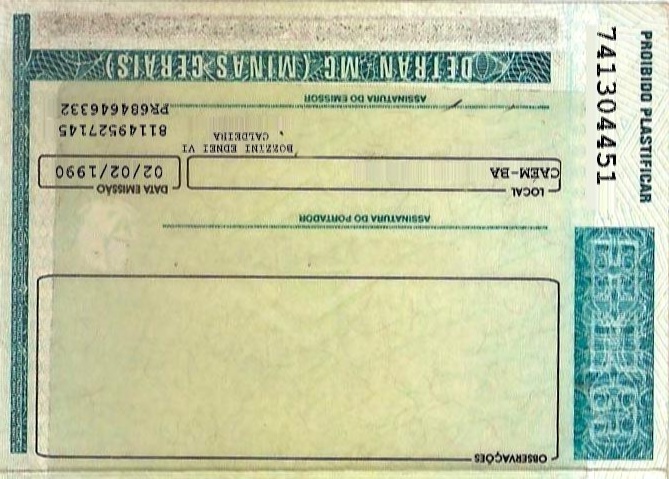 OBSERVAÇÕES
ASSINATURA DO PORTADOR
LOCAL
DATA EMISSÃO
CAEM-BA
02/02/1990
BOZZINI EDNEI VI
CALDEIRA
81149527145
PR684646332
ASSINATURA DO EMISSOR
DETRAN MG (MINAS GERAIS)
PROIBIDO PLASTIFICAR
741304451